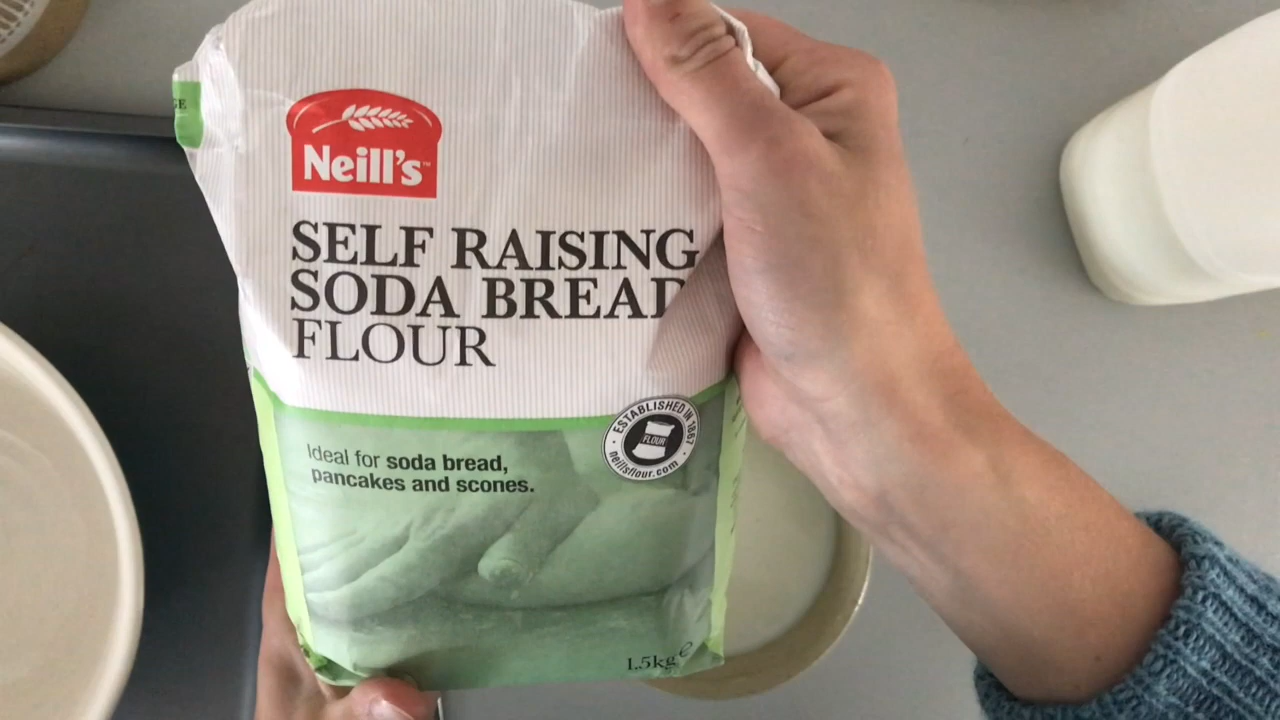 Neill's™
SELF RAISING
SODA BREAD
FLOUR
ESTABLISHED IN 1867
FLOUR
neillsflour.com
Ideal for soda bread,
pancakes and scones.
1.5kg e